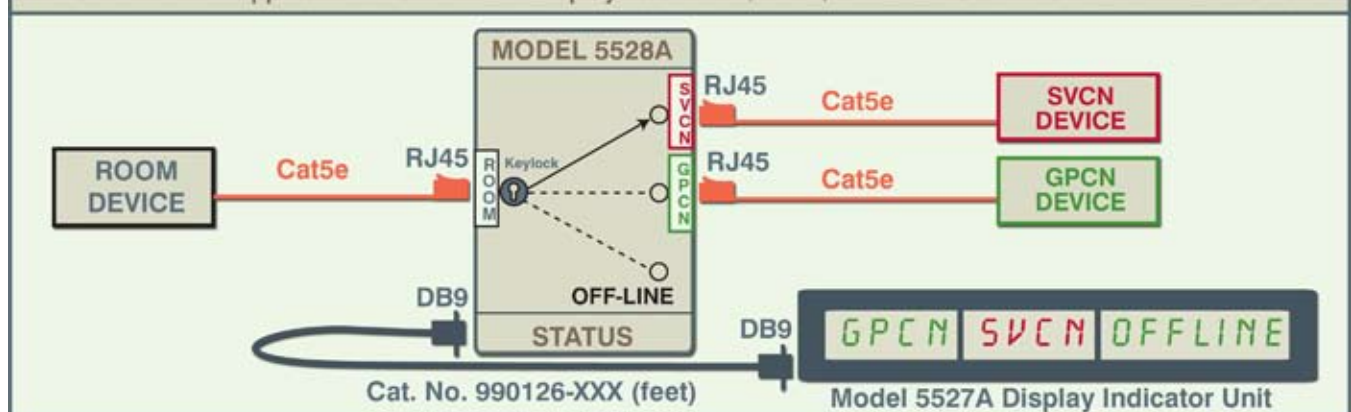 MODEL 5528A
SVCN
RJ45
Cat5e
SVCN
DEVICE
ROOM
DEVICE
Cat5e
RJ45
ROOM
Keylock
GPCN
RJ45
Cat5e
GPCN
DEVICE
OFF-LINE
DB9
STATUS
DB9
GPCN SVCN OFFLINE
Cat. No. 990126-XXX (feet)
Model 5527A Display Indicator Unit